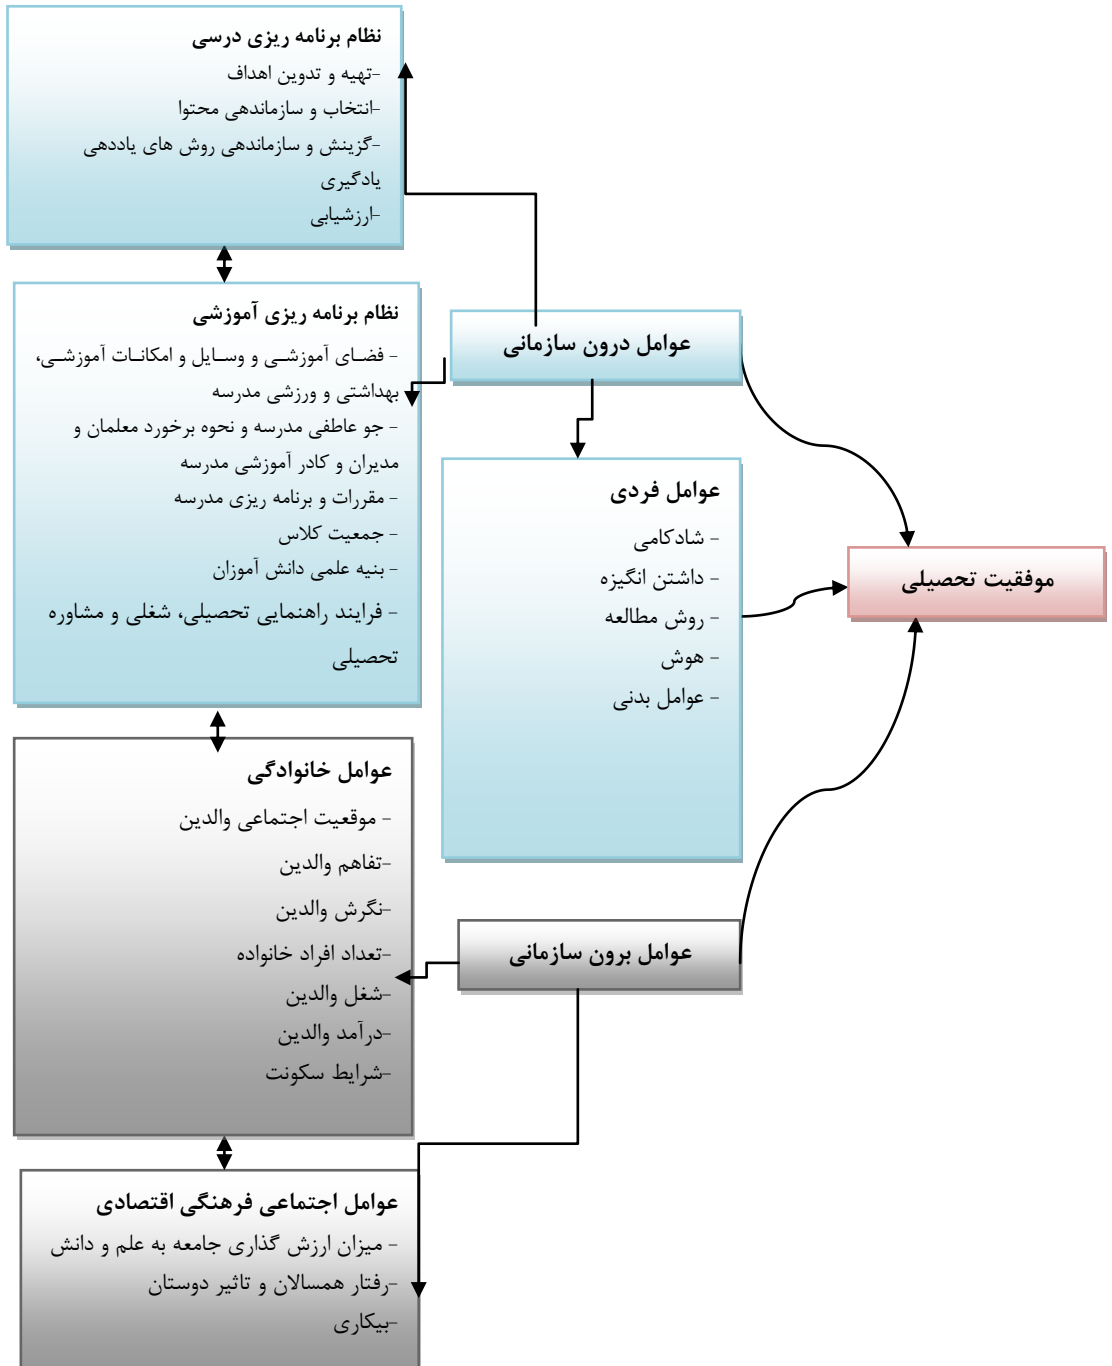 نظام برنامه ریزی درسی
-تهیه و تدوین اهداف
-انتخاب و سازماندهی محتوا
-گزینش و سازماندهی روش های یاددهی
یادگیری
-ارزشیابی
نظام برنامه ریزی آموزشی
- فضای آموزشی و وسایل و امکانات آموزشی،
بهداشتی و ورزشی مدرسه
- جو عاطفی مدرسه و نحوه برخورد معلمان و
مدیران و کادر آموزشی مدرسه
- مقررات و برنامه ریزی مدرسه
- جمعیت کلاس
- بنیه علمی دانش آموزان
- فرایند راهنمایی تحصیلی، شغلی و مشاوره
تحصیلی
عوامل درون سازمانی
عوامل فردی
- شادکامی
- داشتن انگیزه
- روش مطالعه
- هوش
- عوامل بدنی
موفقیت تحصیلی
عوامل خانوادگی
- موقعیت اجتماعی والدین
-تفاهم والدین
-نگرش والدین
-تعداد افراد خانواده
-شغل والدین
-درآمد والدین
-شرایط سکونت
عوامل برون سازمانی
عوامل اجتماعی فرهنگی اقتصادی
- میزان ارزش گذاری جامعه به علم و دانش
-رفتار همسالان و تاثیر دوستان
-بیکاری